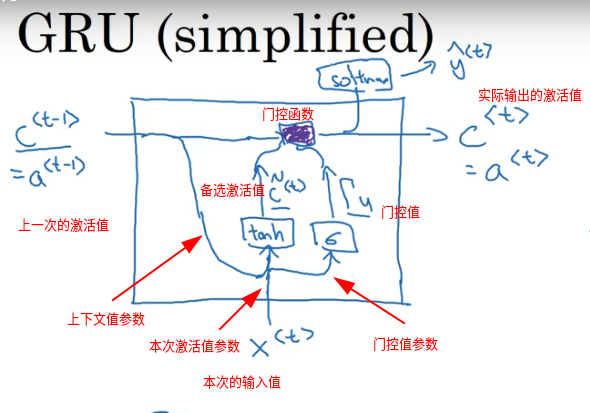 GRU (simplified)
softmax
ŷ<t>
实际输出的激活值
门控函数
c<t-1>
=a<t-1>
c<t>
=a<t>
备选激活值
c̃<t>
Γu
门控值
上一次的激活值
tanh
σ
上下文值参数
本次激活值参数
x<t>
门控值参数
本次的输入值